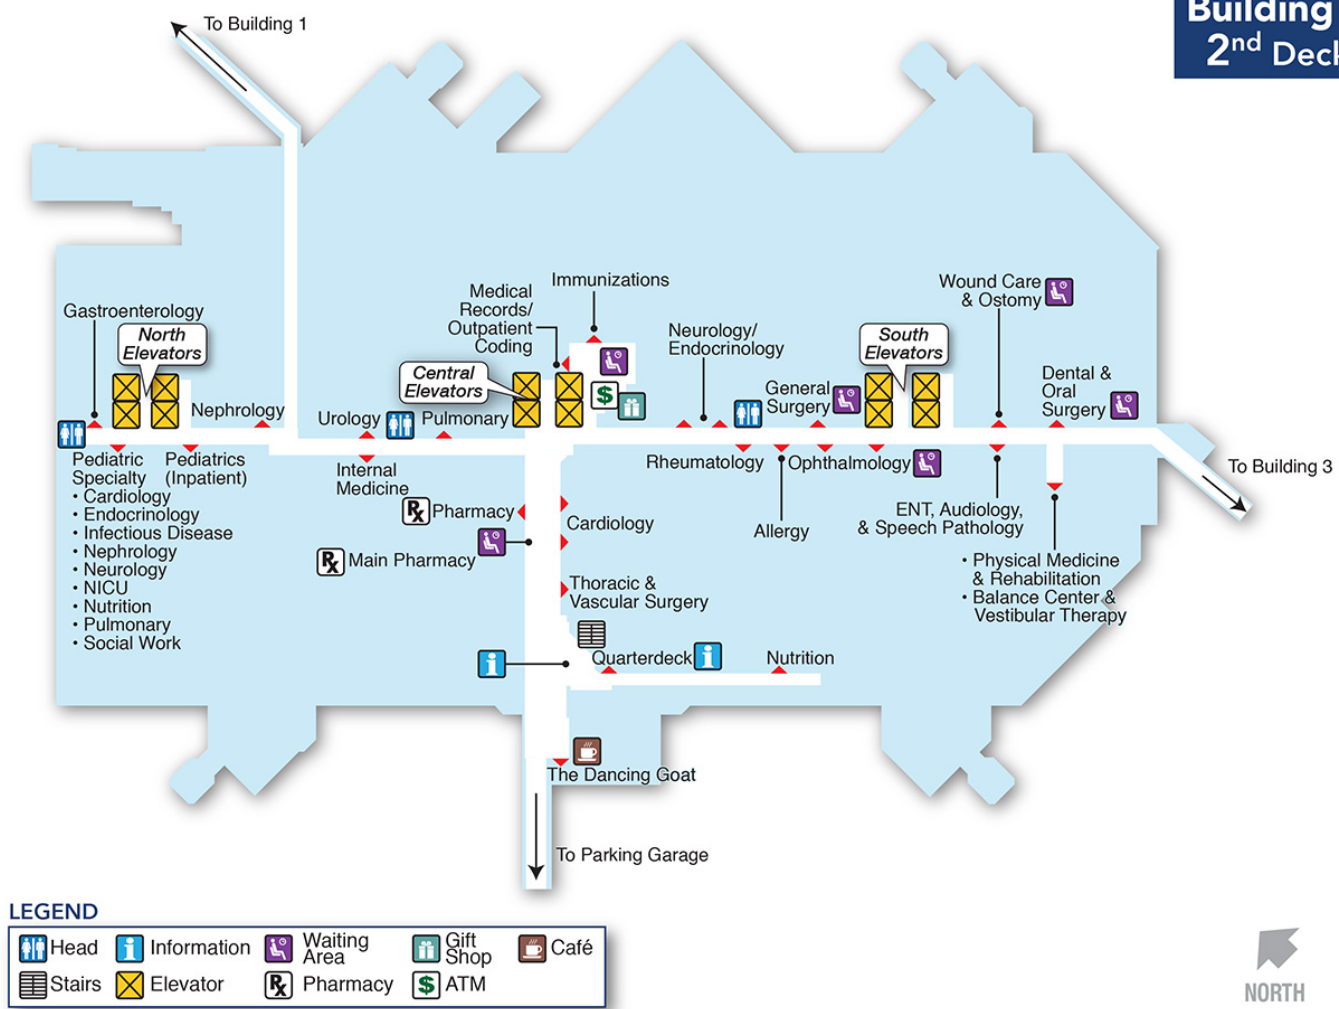 To Building 1
Building
2nd Deck
Gastroenterology
North
Elevators
Nephrology
Urology
Pulmonary
Central
Elevators
Medical
Records/
Outpatient
Coding
Immunizations
Neurology/
Endocrinology
General
Surgery
South
Elevators
Wound Care
& Ostomy
Dental &
Oral
Surgery
To Building 3
Pediatric
Specialty
• Cardiology
• Endocrinology
• Infectious Disease
• Nephrology
• Neurology
• NICU
• Nutrition
• Pulmonary
• Social Work
Pediatrics
(Inpatient)
Internal
Medicine
Rx Pharmacy
Rx Main Pharmacy
Cardiology
Thoracic &
Vascular Surgery
Rheumatology
Allergy
Ophthalmology
ENT, Audiology,
& Speech Pathology
• Physical Medicine
& Rehabilitation
• Balance Center &
Vestibular Therapy
$
i
Quarterdeck i
Nutrition
The Dancing Goat
To Parking Garage
LEGEND
Head
i Information
Waiting
Area
Gift
Shop
Café
Stairs
Elevator
Rx Pharmacy
$ ATM
NORTH